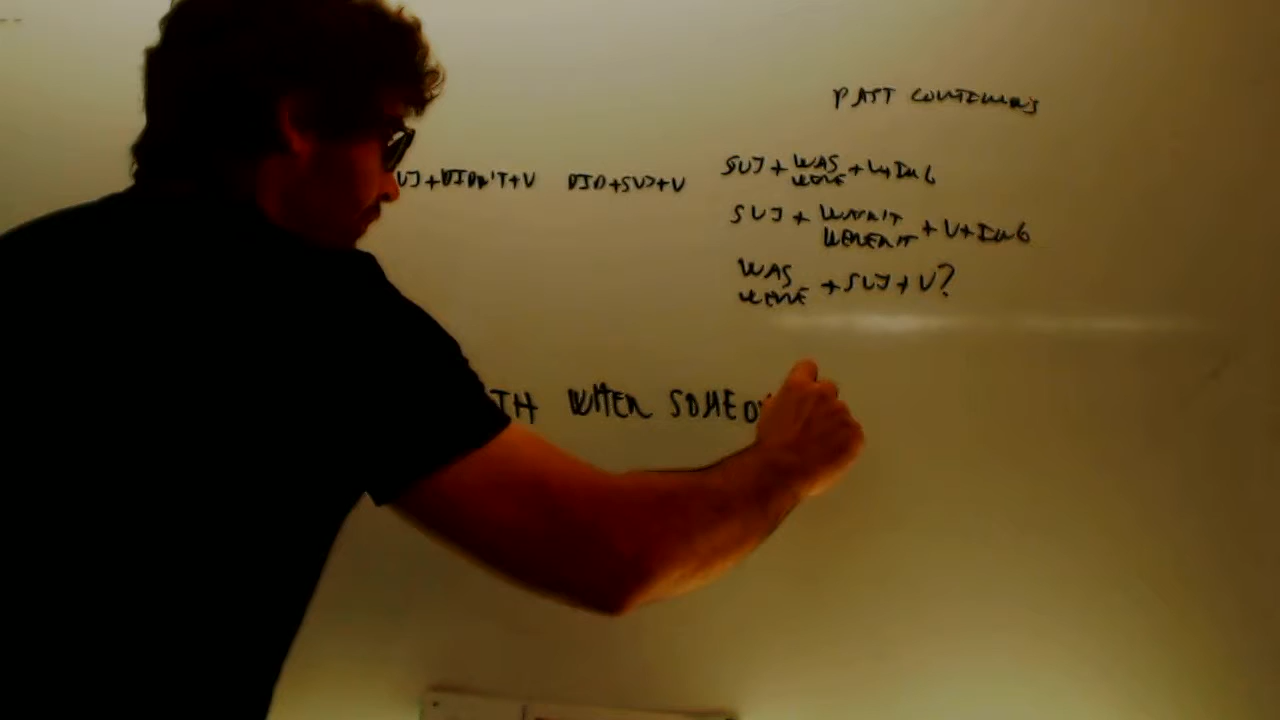 PAST CONTINUOUS
UJ+DIDN'T+V DID+SUJ+V
SUJ + WAS + V+ING
WERE
SUJ + WASN'T + V+ING
WEREN'T
WAS + SUJ + V?
WERE
TH WHEN SOMEO